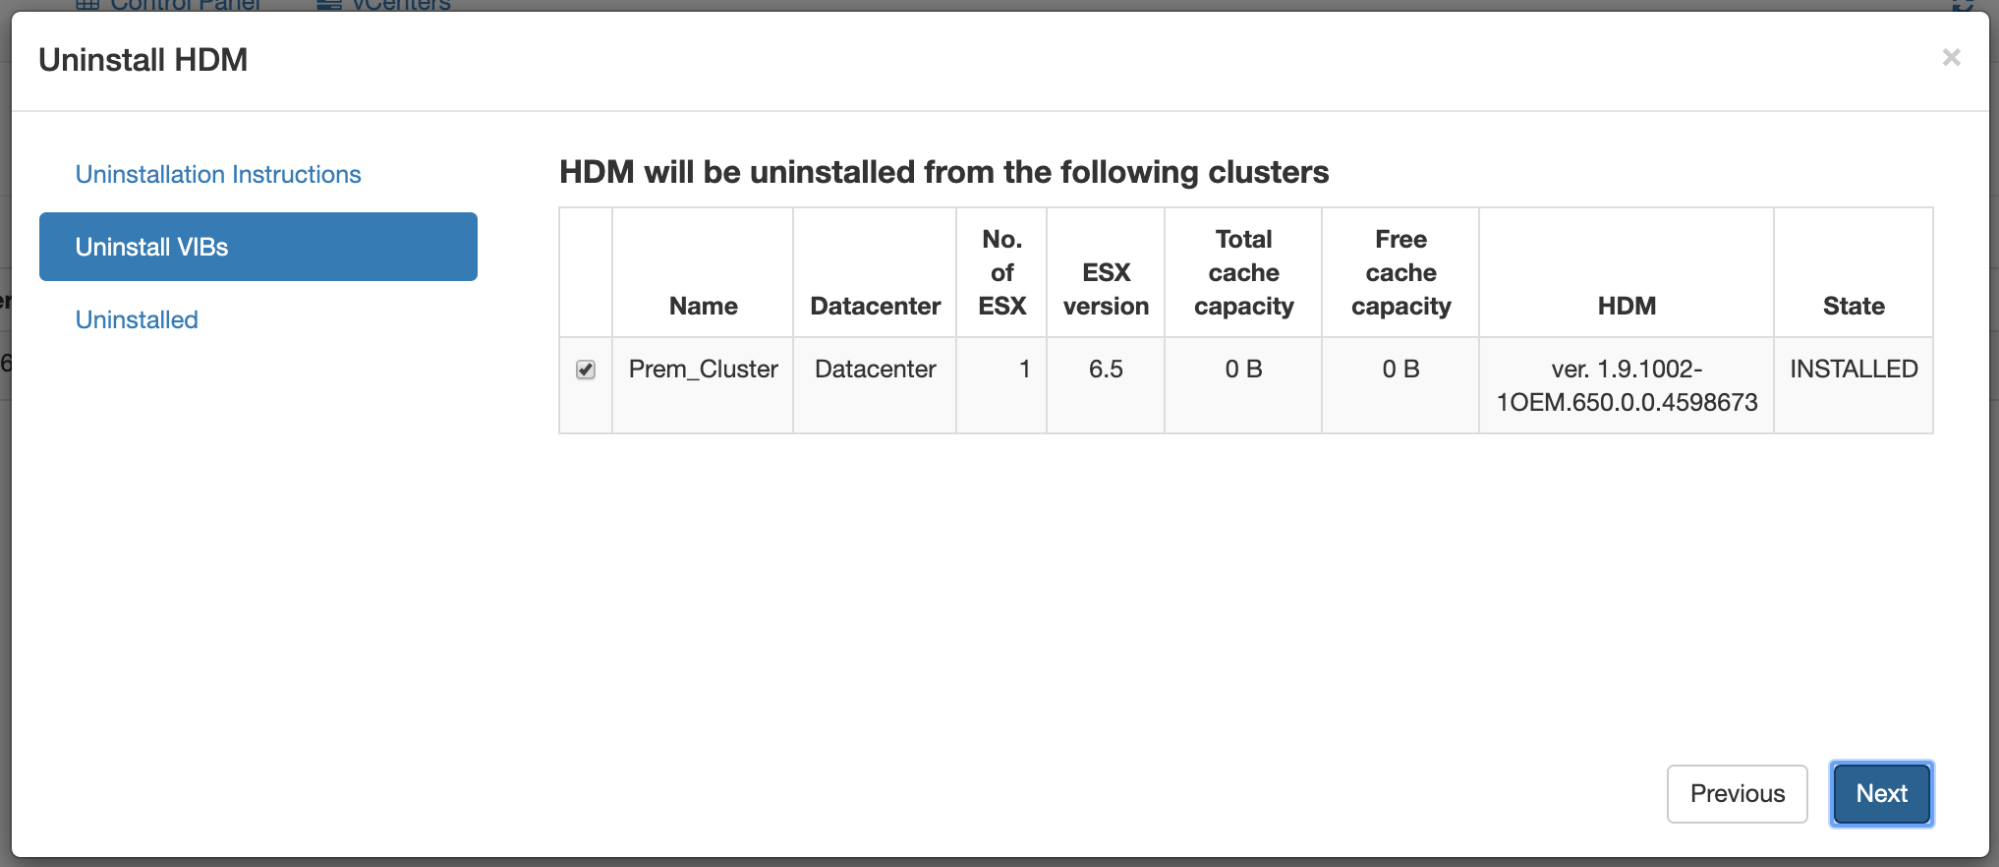 Control Panel vCenters
Uninstall HDM
×
Uninstallation Instructions
Uninstall VIBs
Uninstalled
HDM will be uninstalled from the following clusters
Name Datacenter No. of ESX ESX version Total cache capacity Free cache capacity HDM State
Prem_Cluster Datacenter 1 6.5 0 B 0 B ver. 1.9.1002- INSTALLED
1OEM.650.0.0.4598673
Previous Next